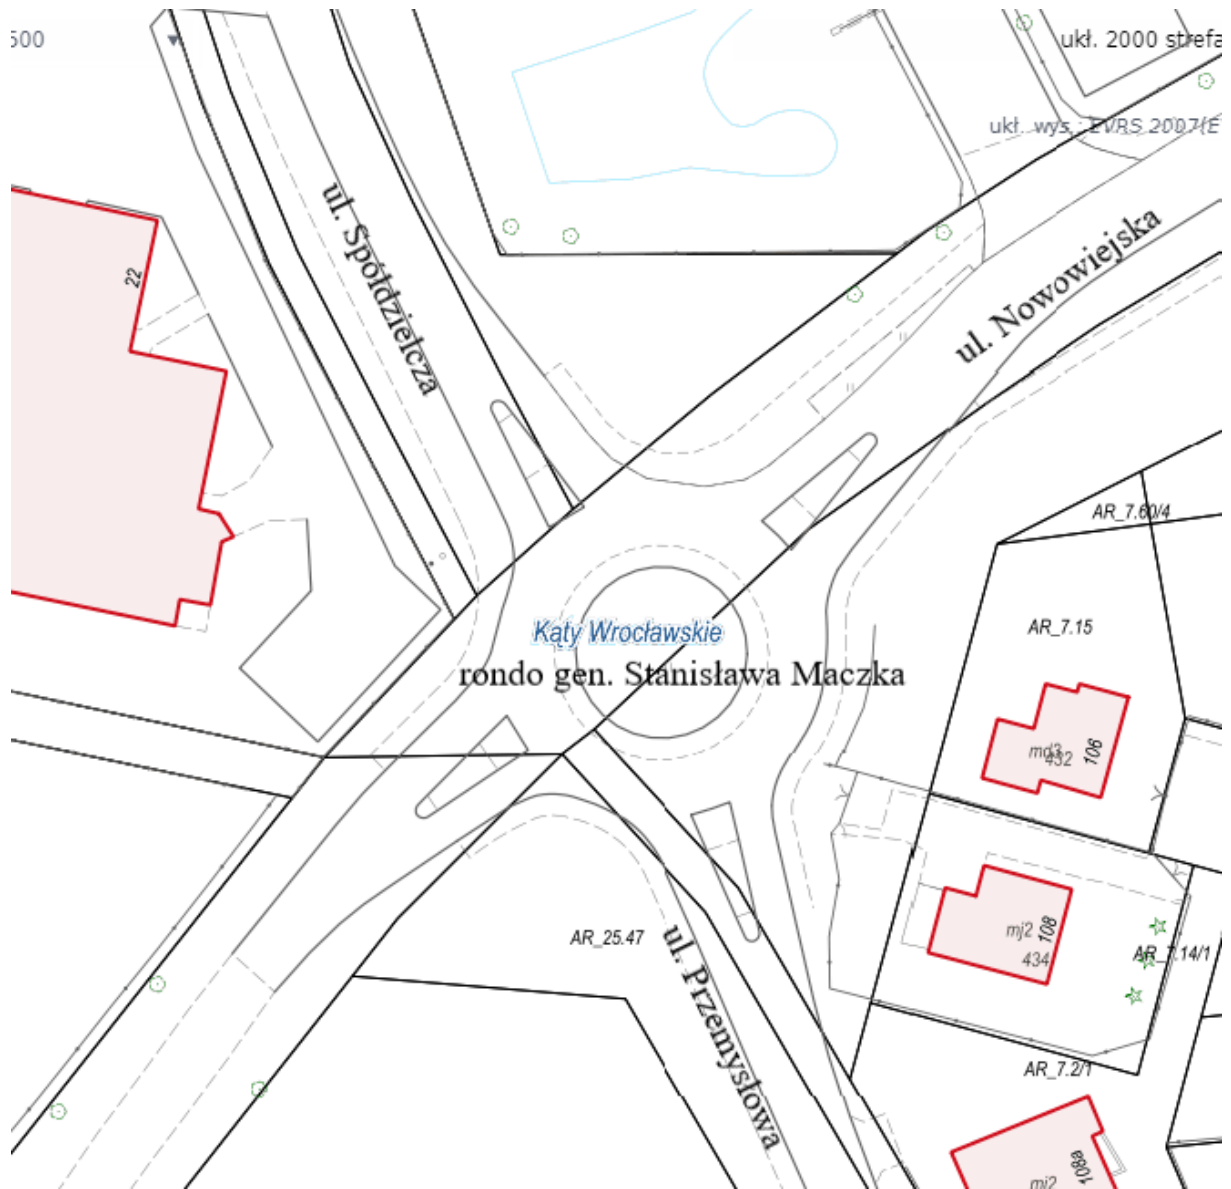 500
ukł. 2000 strefa
ukł. wys.: EVRS 2007(E
ul. Spółdzielcza
ul. Nowowiejska
22
AR_7.60/4
AR_7.15
Kąty Wrocławskie
rondo gen. Stanisława Maczka
432
106
mj2
108
434
AR_25.47
AR_7.14/1
ul. Przemysłowa
AR_7.2/1
108a
mj2